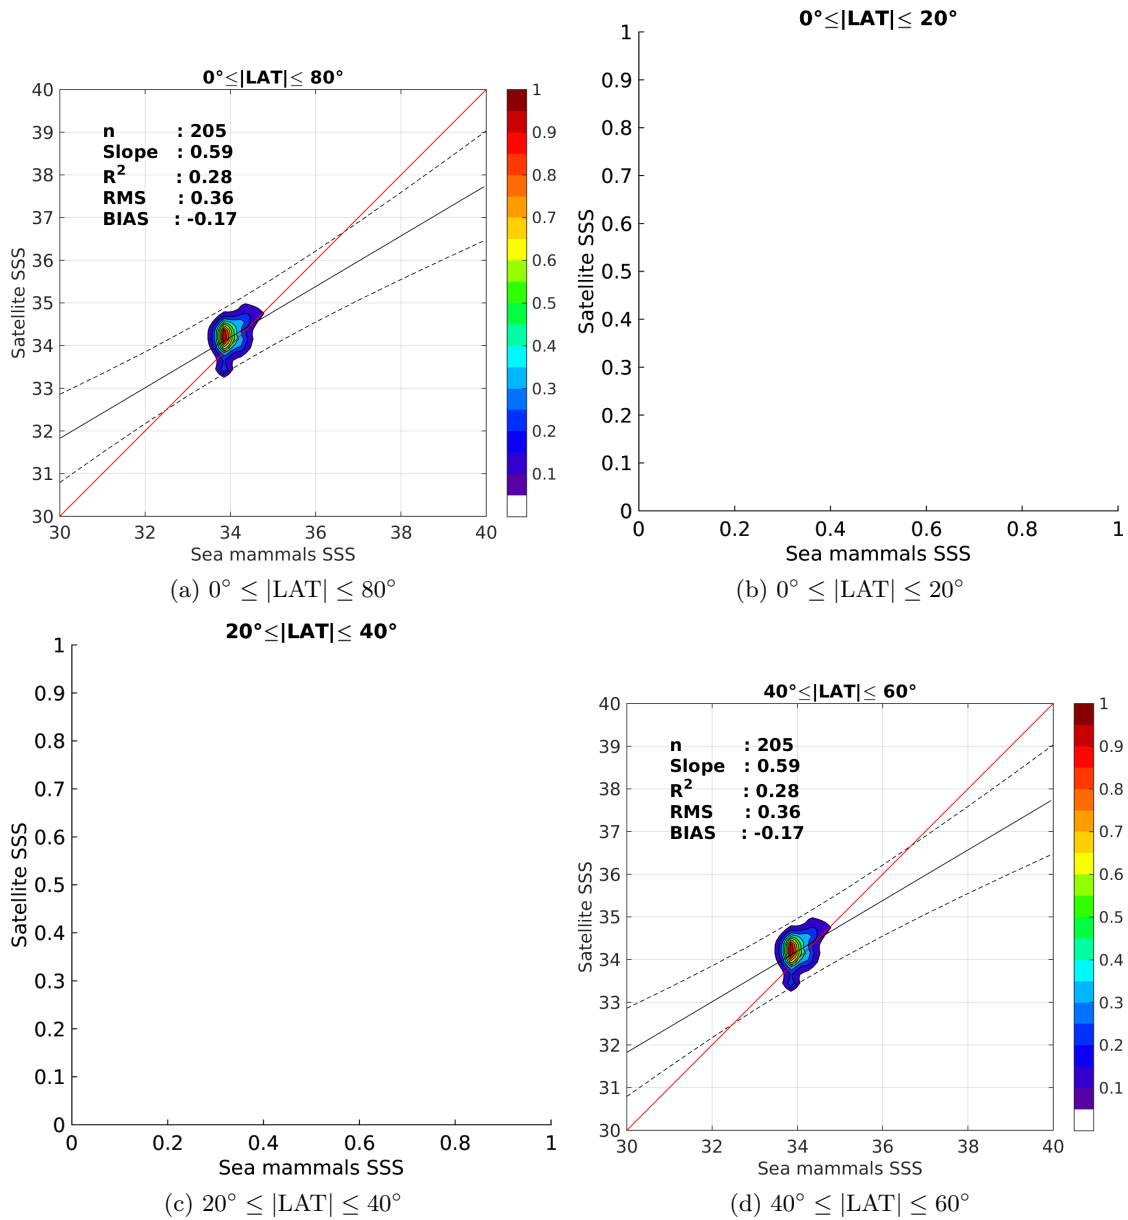 0°≤|LAT|≤ 80°
40
39
38
37
36
35
34
33
32
31
30
30 32 34 36 38 40
Satellite SSS
Sea mammals SSS
n : 205
Slope : 0.59
R² : 0.28
RMS : 0.36
BIAS : -0.17
1
0.9
0.8
0.7
0.6
0.5
0.4
0.3
0.2
0.1
(a) 0° ≤ |LAT| ≤ 80°
0°≤|LAT|≤ 20°
1
0.9
0.8
0.7
0.6
0.5
0.4
0.3
0.2
0.1
0
0 0.2 0.4 0.6 0.8 1
Satellite SSS
Sea mammals SSS
(b) 0° ≤ |LAT| ≤ 20°
20°≤|LAT|≤ 40°
1
0.9
0.8
0.7
0.6
0.5
0.4
0.3
0.2
0.1
0
0 0.2 0.4 0.6 0.8 1
Satellite SSS
Sea mammals SSS
(c) 20° ≤ |LAT| ≤ 40°
40°≤|LAT|≤ 60°
40
39
38
37
36
35
34
33
32
31
30
30 32 34 36 38 40
Satellite SSS
Sea mammals SSS
n : 205
Slope : 0.59
R² : 0.28
RMS : 0.36
BIAS : -0.17
1
0.9
0.8
0.7
0.6
0.5
0.4
0.3
0.2
0.1
(d) 40° ≤ |LAT| ≤ 60°